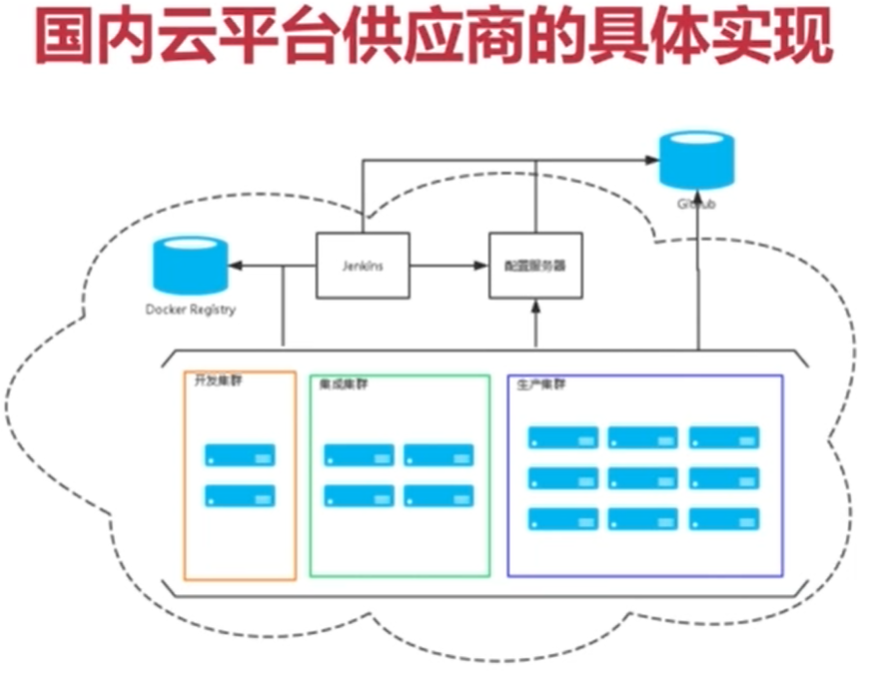 国内云平台供应商的具体实现
Github
Jenkins
配置服务器
Docker Registry
开发集群
集成集群
生产集群